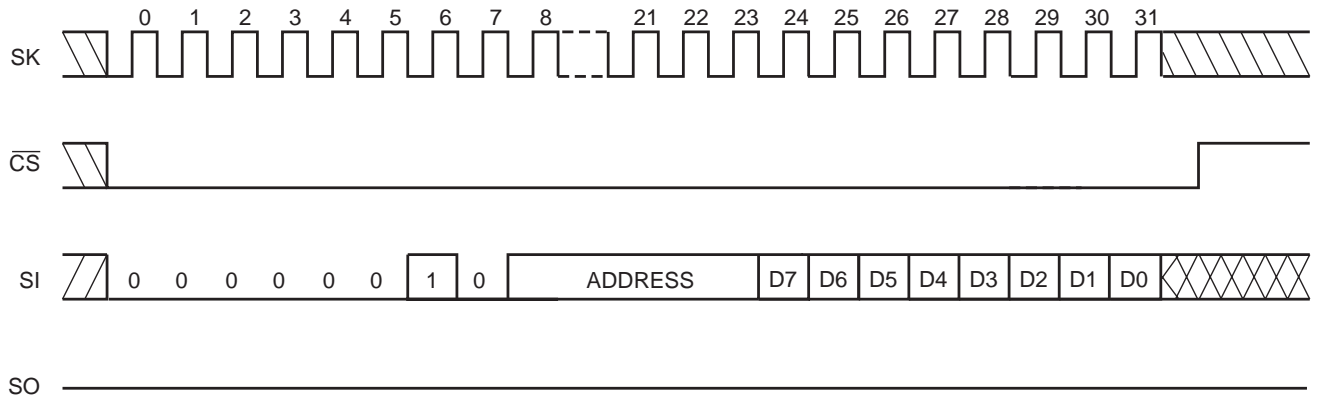 0 1 2 3 4 5 6 7 8 21 22 23 24 25 26 27 28 29 30 31
SK
CS
SI 0 0 0 0 0 0 1 0 ADDRESS D7 D6 D5 D4 D3 D2 D1 D0
SO